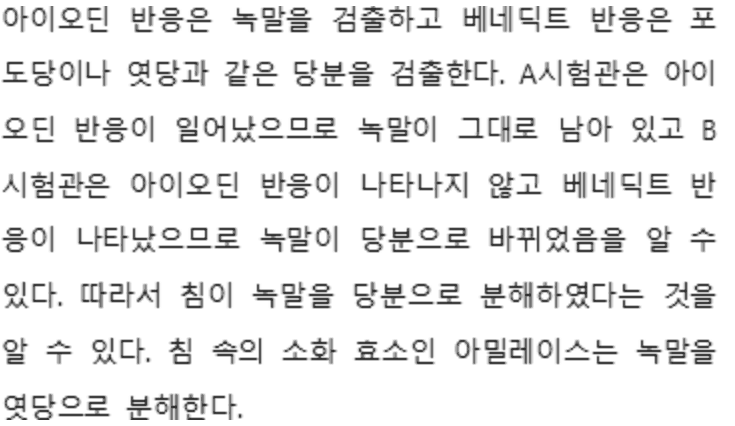 아이오딘 반응은 녹말을 검출하고 베네딕트 반응은 포
도당이나 엿당과 같은 당분을 검출한다. A시험관은 아이
오딘 반응이 일어났으므로 녹말이 그대로 남아 있고 B
시험관은 아이오딘 반응이 나타나지 않고 베네딕트 반
응이 나타났으므로 녹말이 당분으로 바뀌었음을 알 수
있다. 따라서 침이 녹말을 당분으로 분해하였다는 것을
알 수 있다. 침 속의 소화 효소인 아밀레이스는 녹말을
엿당으로 분해한다.